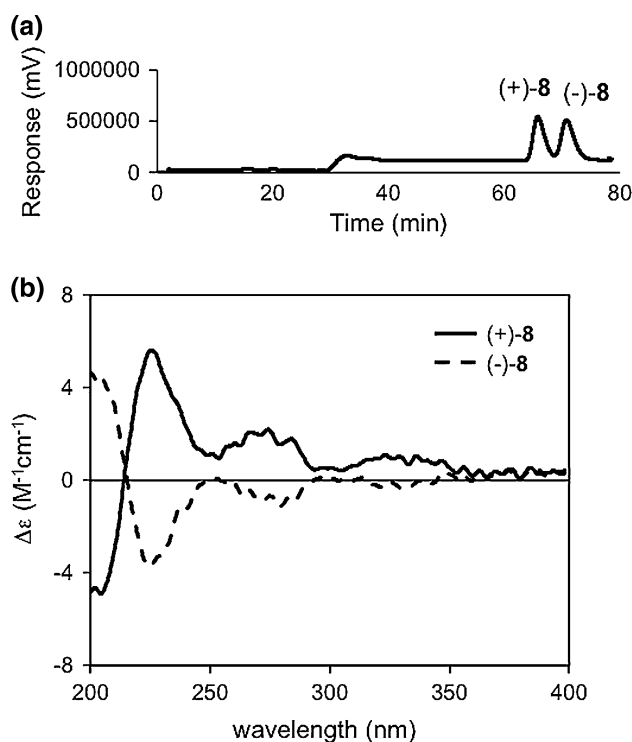 (a)
Response (mV)
1000000
500000
0
(+)-8 (-)-8
0 20 40 60 80
Time (min)
(b)
Δε (M⁻¹cm⁻¹)
8
4
0
-4
-8
(+)-8
(-)-8
200 250 300 350 400
wavelength (nm)